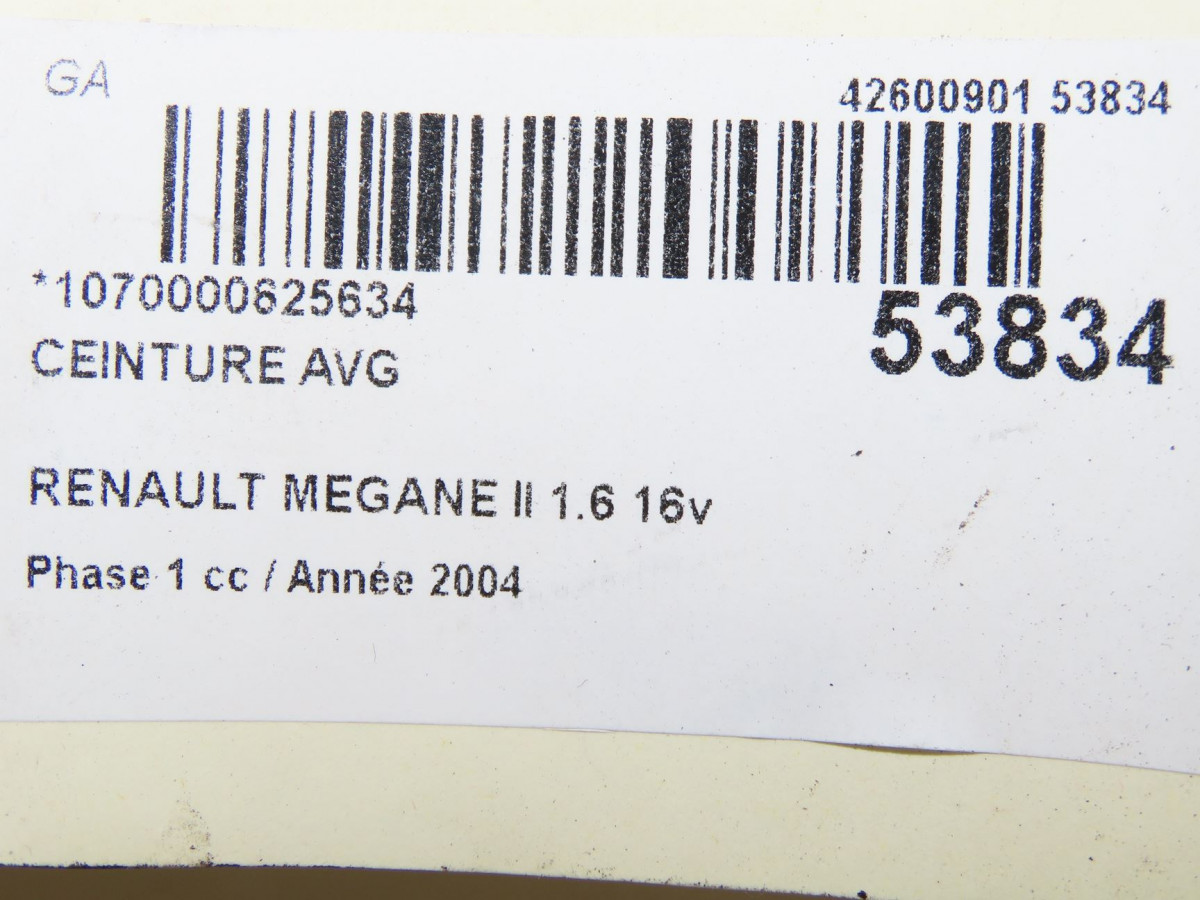 GA
42600901 53834
*1070000625634
53834
CEINTURE AVG
RENAULT MEGANE II 1.6 16v
Phase 1 cc / Année 2004